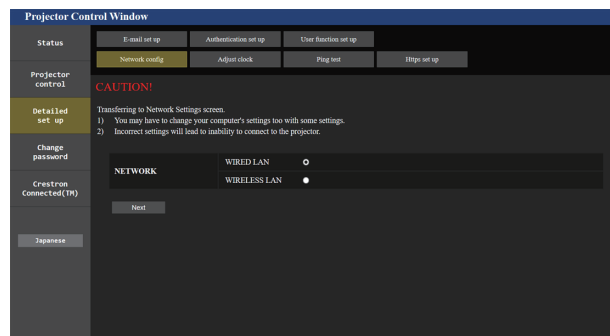 Projector Control Window
Status
E-mail set up
Authentication set up
User function set up
Network config
Adjust clock
Ping test
Https set up
Projector
control
Detailed
set up
Change
password
Crestron
Connected(TM)
Japanese
CAUTION!
Transferring to Network Settings screen.
1) You may have to change your computer's settings too with some settings.
2) Incorrect settings will lead to inability to connect to the projector.
NETWORK
WIRED LAN
WIRELESS LAN
Next